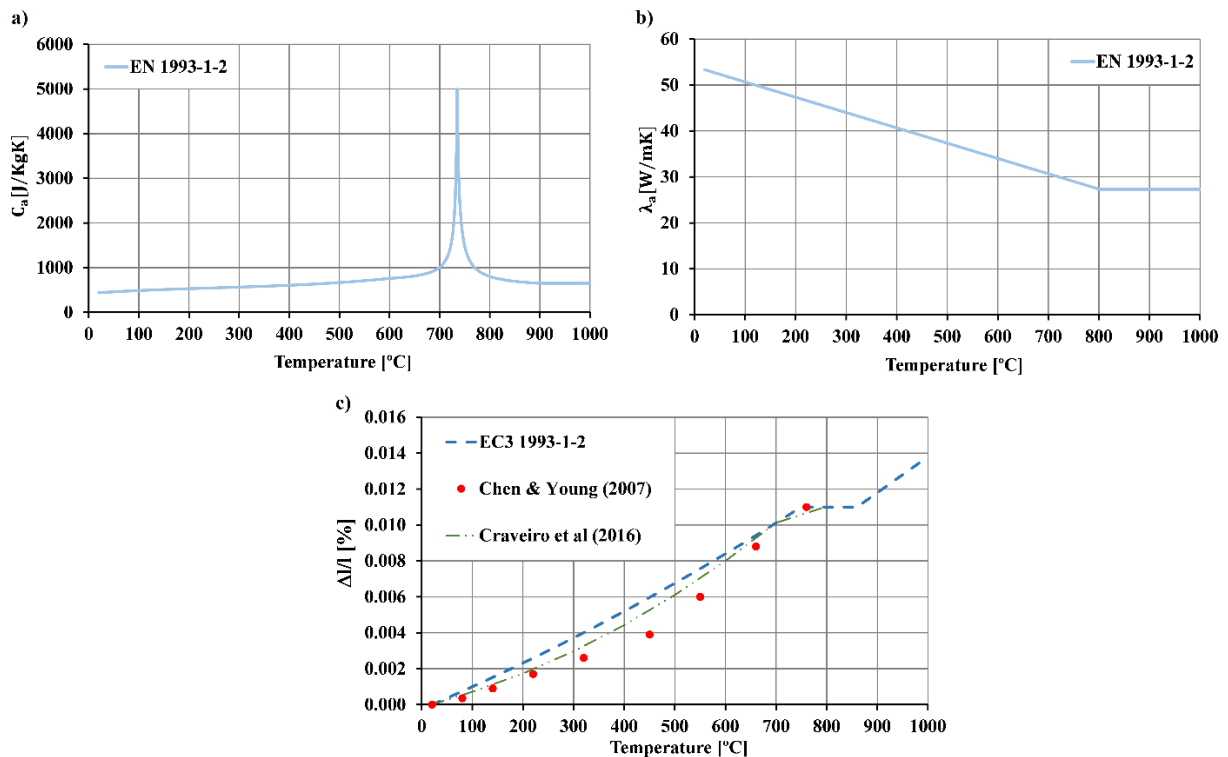 a)
6000
5000
4000
3000
2000
1000
0
Ca [J/KgK]
EN 1993-1-2
0 100 200 300 400 500 600 700 800 900 1000
Temperature [ºC]
b)
60
50
40
30
20
10
0
λa [W/mK]
EN 1993-1-2
0 100 200 300 400 500 600 700 800 900 1000
Temperature [ºC]
c)
0.016
0.014
0.012
0.010
0.008
0.006
0.004
0.002
0.000
Δl/l [%]
EC3 1993-1-2
Chen & Young (2007)
Craveiro et al (2016)
0 100 200 300 400 500 600 700 800 900 1000
Temperature [ºC]